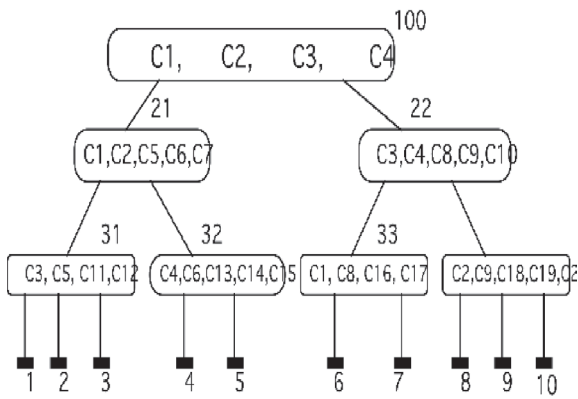 100
C1, C2, C3, C4
21 22
C1,C2,C5,C6,C7 C3,C4,C8,C9,C10
31 32 33
C3, C5, C11,C12 C4,C6,C13,C14,C15 C1, C8, C16, C17 C2,C9,C18,C19,C2
1 2 3 4 5 6 7 8 9 10